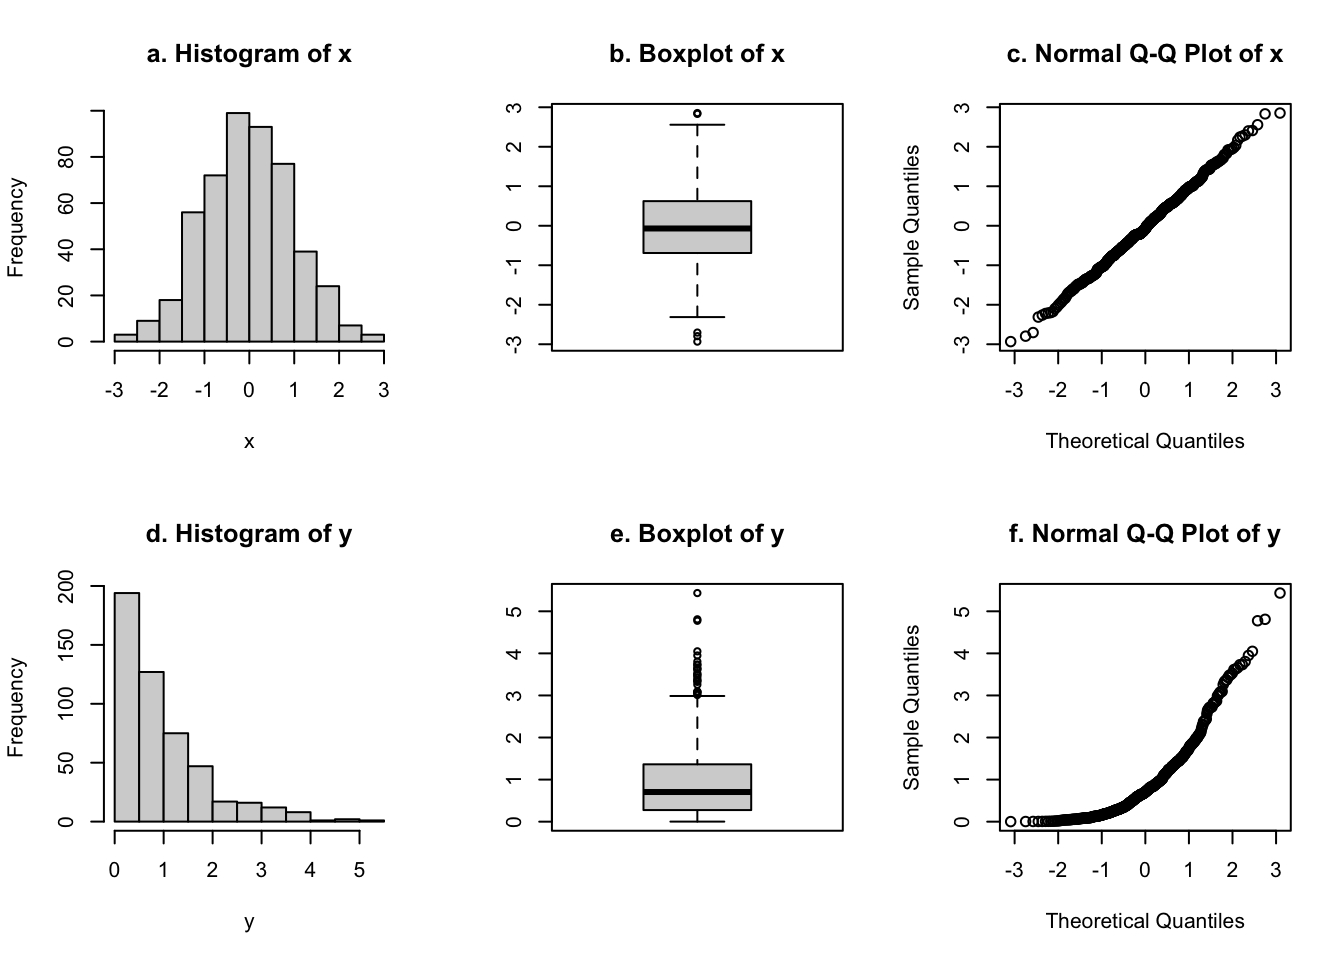 a. Histogram of x
Frequency
0 20 40 60 80
-3 -2 -1 0 1 2 3
x
b. Boxplot of x
-3 -2 -1 0 1 2 3
c. Normal Q-Q Plot of x
Sample Quantiles
-3 -2 -1 0 1 2 3
-3 -2 -1 0 1 2 3
Theoretical Quantiles
d. Histogram of y
Frequency
0 50 100 150 200
0 1 2 3 4 5
y
e. Boxplot of y
0 1 2 3 4 5
f. Normal Q-Q Plot of y
Sample Quantiles
0 1 2 3 4 5
-3 -2 -1 0 1 2 3
Theoretical Quantiles